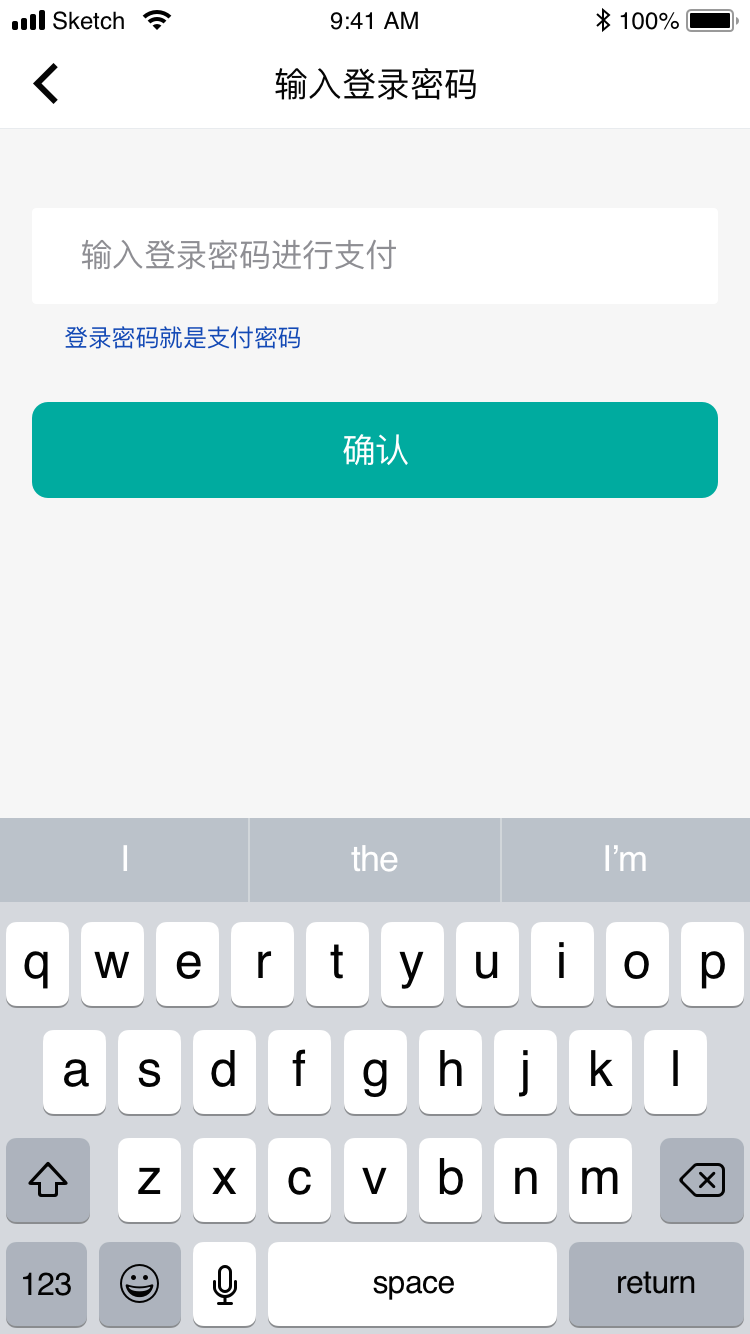 Sketch 9:41 AM 100%
输入登录密码
输入登录密码进行支付
登录密码就是支付密码
确认
I the I'm
q w e r t y u i o p
a s d f g h j k l
z x c v b n m
123 space return